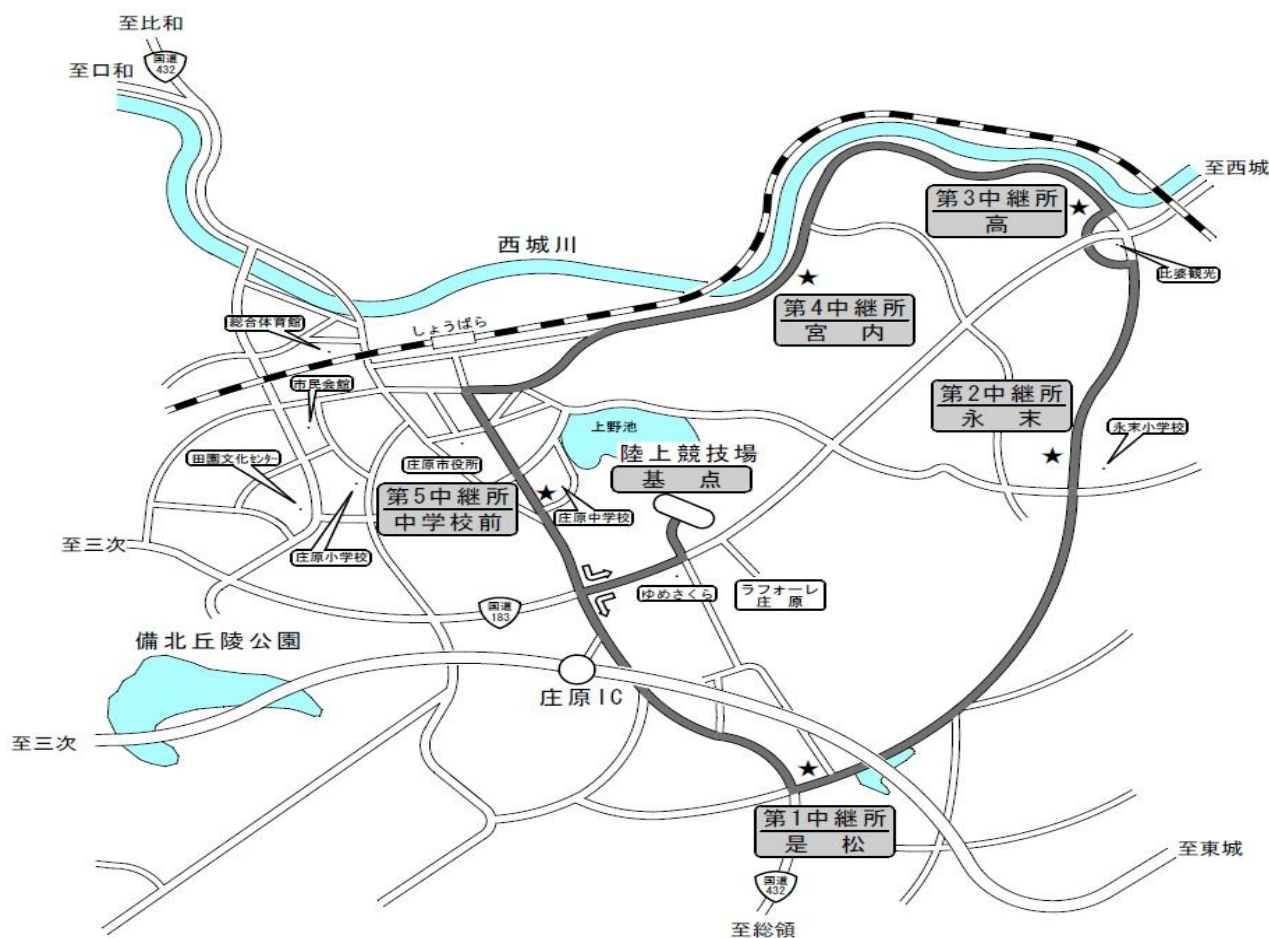 至比和
国道
432
至口和
至西城
第3中継所
高
比婆観光
西城川
第4中継所
宮内
総合体育館
しょうばら
市民会館
第2中継所
永末
永末小学校
上野池
陸上競技場
基点
田園文化センター
庄原市役所
第5中継所
中学校前
庄原中学校
至三次
庄原小学校
ゆめさくら
ラフォーレ
庄原
国道
183
備北丘陵公園
庄原IC
至三次
第1中継所
是松
至東城
国道
432
至総領